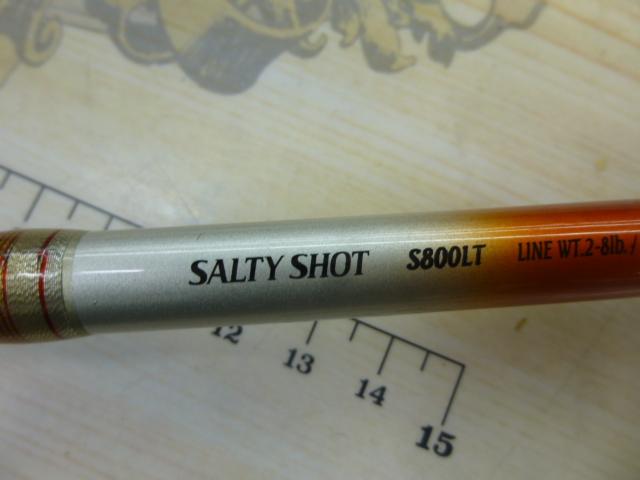 SALTY SHOT S800LT LINE WT.2-8lb. /
12 13 14 15